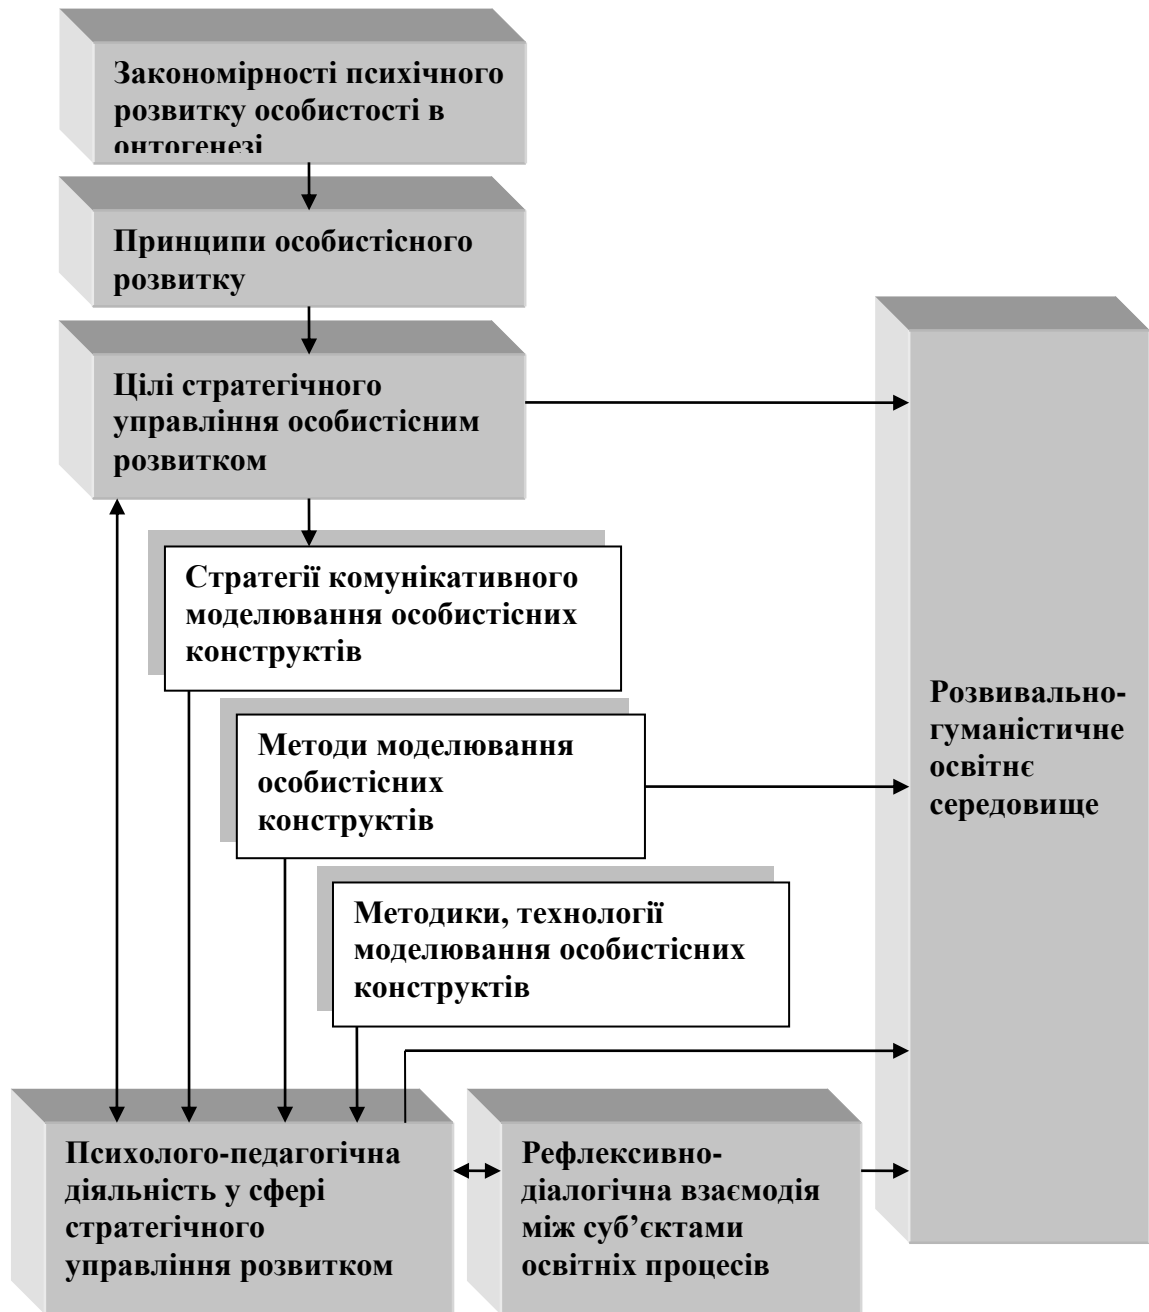 Закономірності психічного
розвитку особистості в
онтогенезі
Принципи особистісного
розвитку
Цілі стратегічного
управління особистісним
розвитком
Стратегії комунікативного
моделювання особистісних
конструктів
Методи моделювання
особистісних
конструктів
Методики, технології
моделювання особистісних
конструктів
Розвивально-
гуманістичне
освітнє
середовище
Психолого-педагогічна
діяльність у сфері
стратегічного
управління розвитком
Рефлексивно-
діалогічна взаємодія
між суб’єктами
освітніх процесів